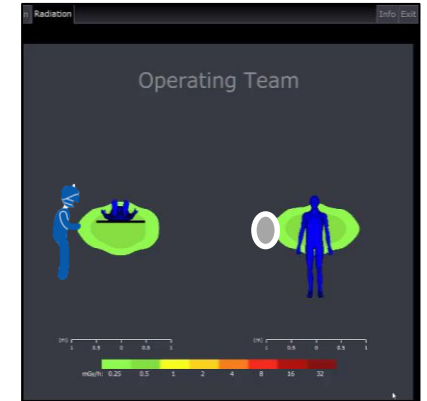 n Radiation Info Exit
Operating Team
[m] 1 0.5 0 0.5 1
[m] 1 0.5 0 0.5 1
mGy/h: 0.25 0.5 1 2 4 8 16 32